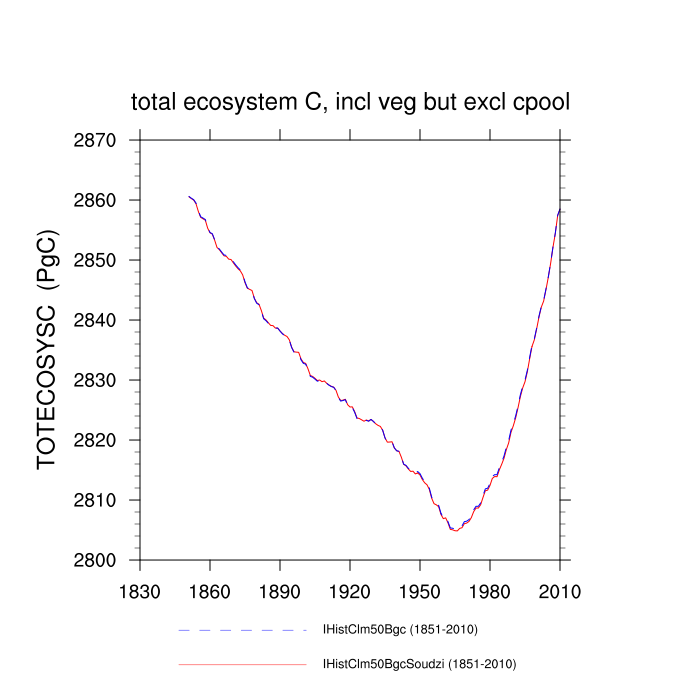 total ecosystem C, incl veg but excl cpool
TOTECOSYSC (PgC)
2870
2860
2850
2840
2830
2820
2810
2800
1830 1860 1890 1920 1950 1980 2010
IHistClm50Bgc (1851-2010)
IHistClm50BgcSoudzi (1851-2010)